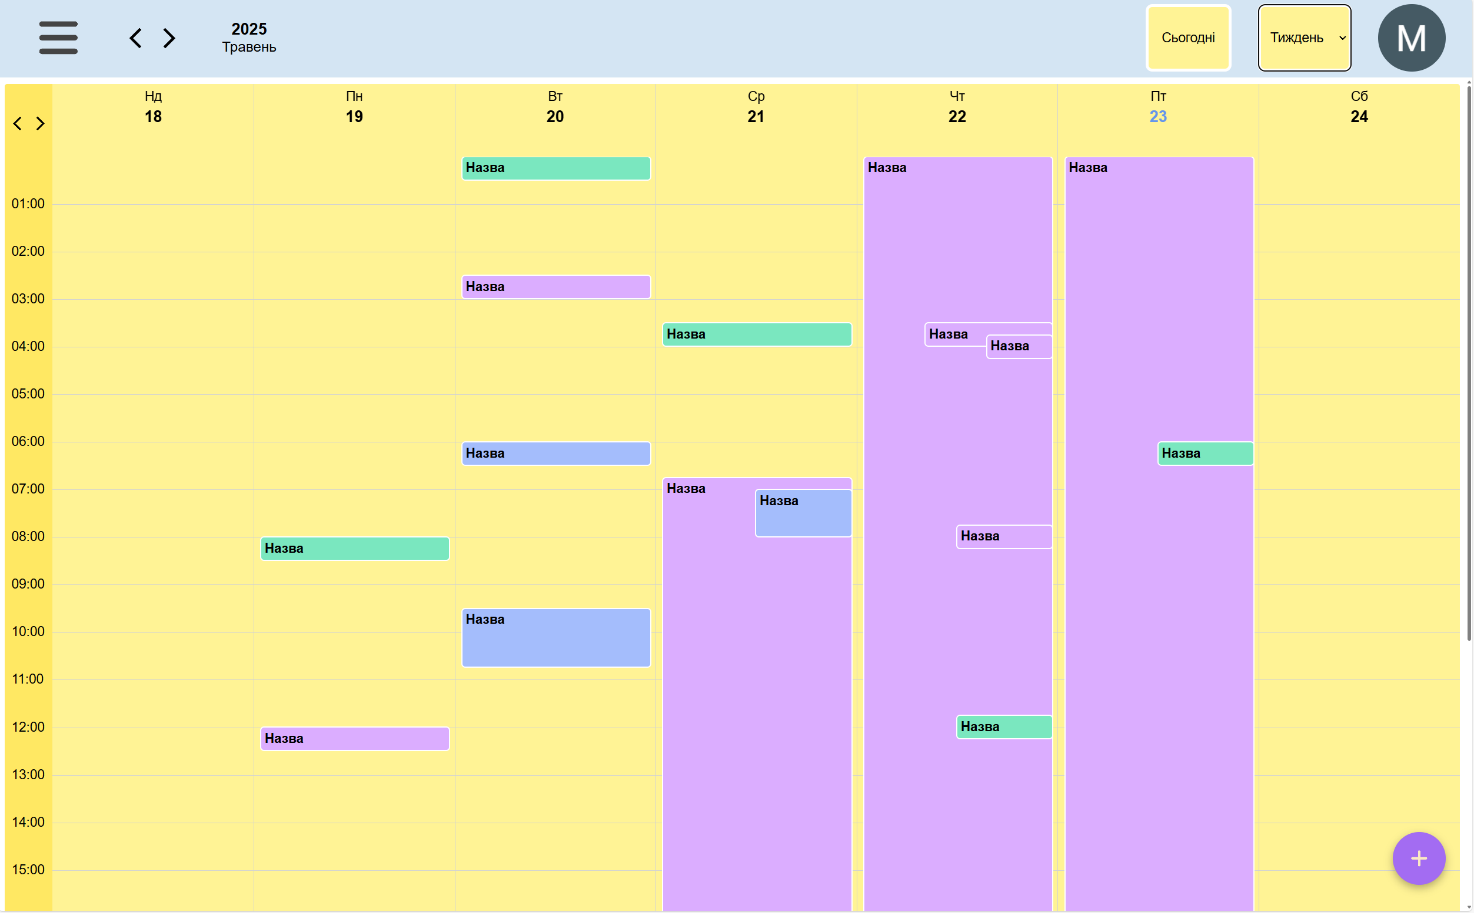 2025
Травень
Сьогодні
Тиждень
M
Нд
18
Пн
19
Вт
20
Ср
21
Чт
22
Пт
23
Сб
24
Назва
Назва
Назва
01:00
02:00
Назва
03:00
Назва
Назва
04:00
Назва
05:00
06:00
Назва
Назва
07:00
Назва
Назва
08:00
Назва
Назва
09:00
Назва
10:00
11:00
12:00
Назва
Назва
13:00
14:00
15:00